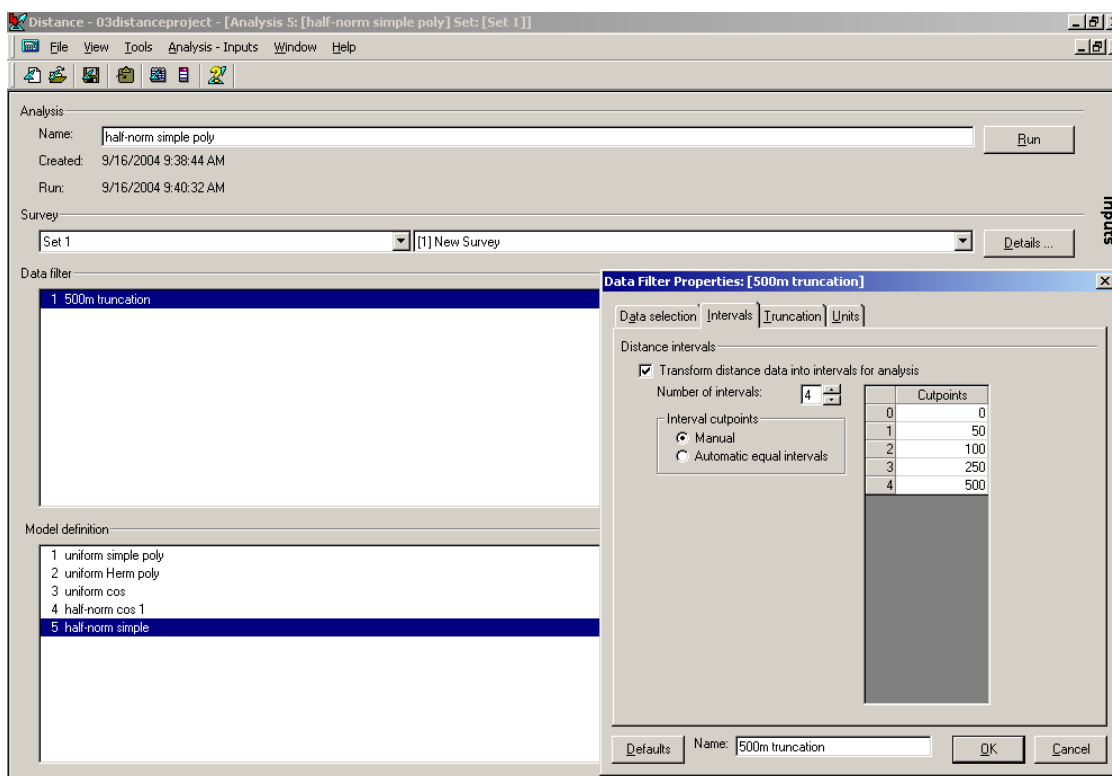 Distance - 03distanceproject - [Analysis 5: [half-norm simple poly] Set: [Set 1]]
File View Tools Analysis - Inputs Window Help
Analysis
Name: half-norm simple poly Run
Created: 9/16/2004 9:38:44 AM
Run: 9/16/2004 9:40:32 AM
Inputs
Survey
Set 1 [1] New Survey Details ...
Data filter
1 500m truncation
Model definition
1 uniform simple poly
2 uniform Herm poly
3 uniform cos
4 half-norm cos 1
5 half-norm simple
Data Filter Properties: [500m truncation]
Data selection Intervals Truncation Units
Distance intervals
Transform distance data into intervals for analysis
Number of intervals: 4
Interval cutpoints
Manual
Automatic equal intervals
Cutpoints
0 0
1 50
2 100
3 250
4 500
Defaults Name: 500m truncation OK Cancel